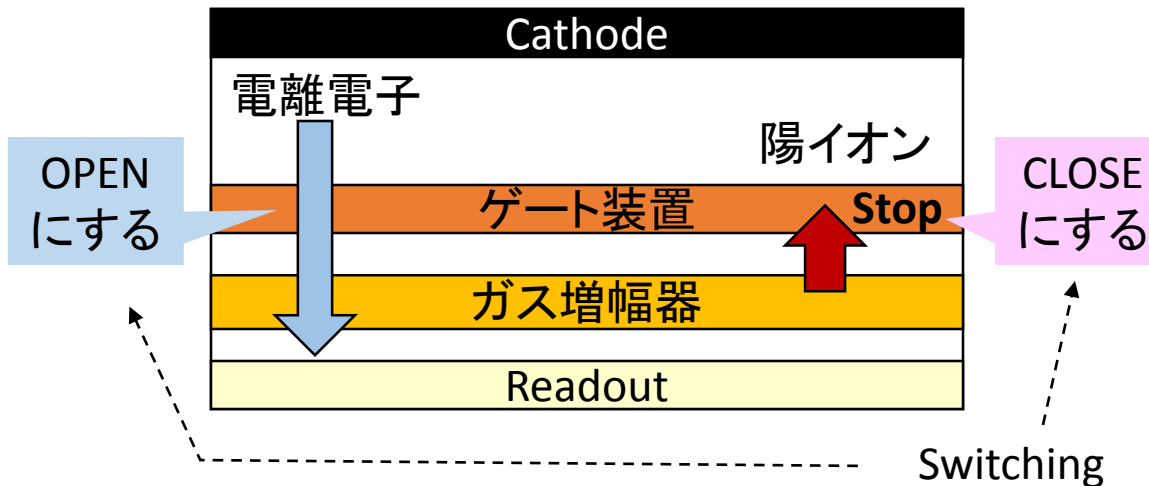 Cathode
電離電子
陽イオン
OPEN
にする
ゲート装置
Stop
CLOSE
にする
ガス増幅器
Readout
Switching